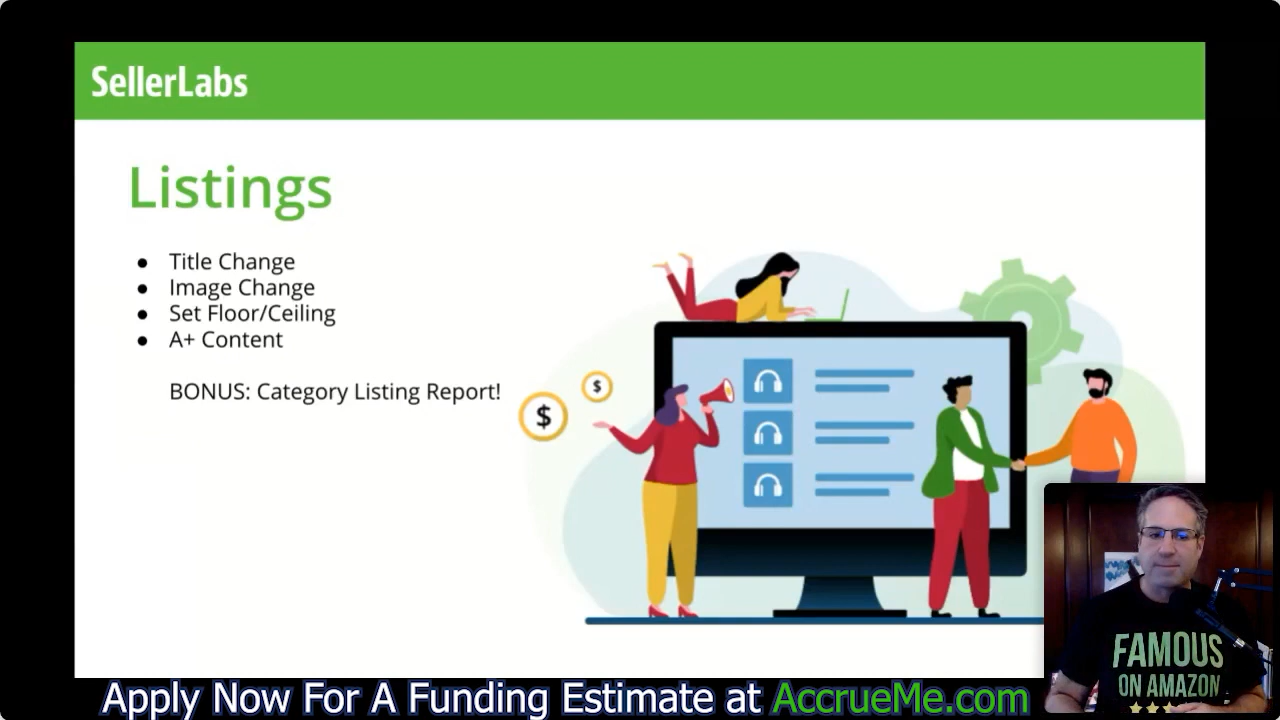 SellerLabs
Listings
● Title Change
● Image Change
● Set Floor/Ceiling
● A+ Content
BONUS: Category Listing Report!
$
$
FAMOUS
ON AMAZON
Apply Now For A Funding Estimate at AccrueMe.com